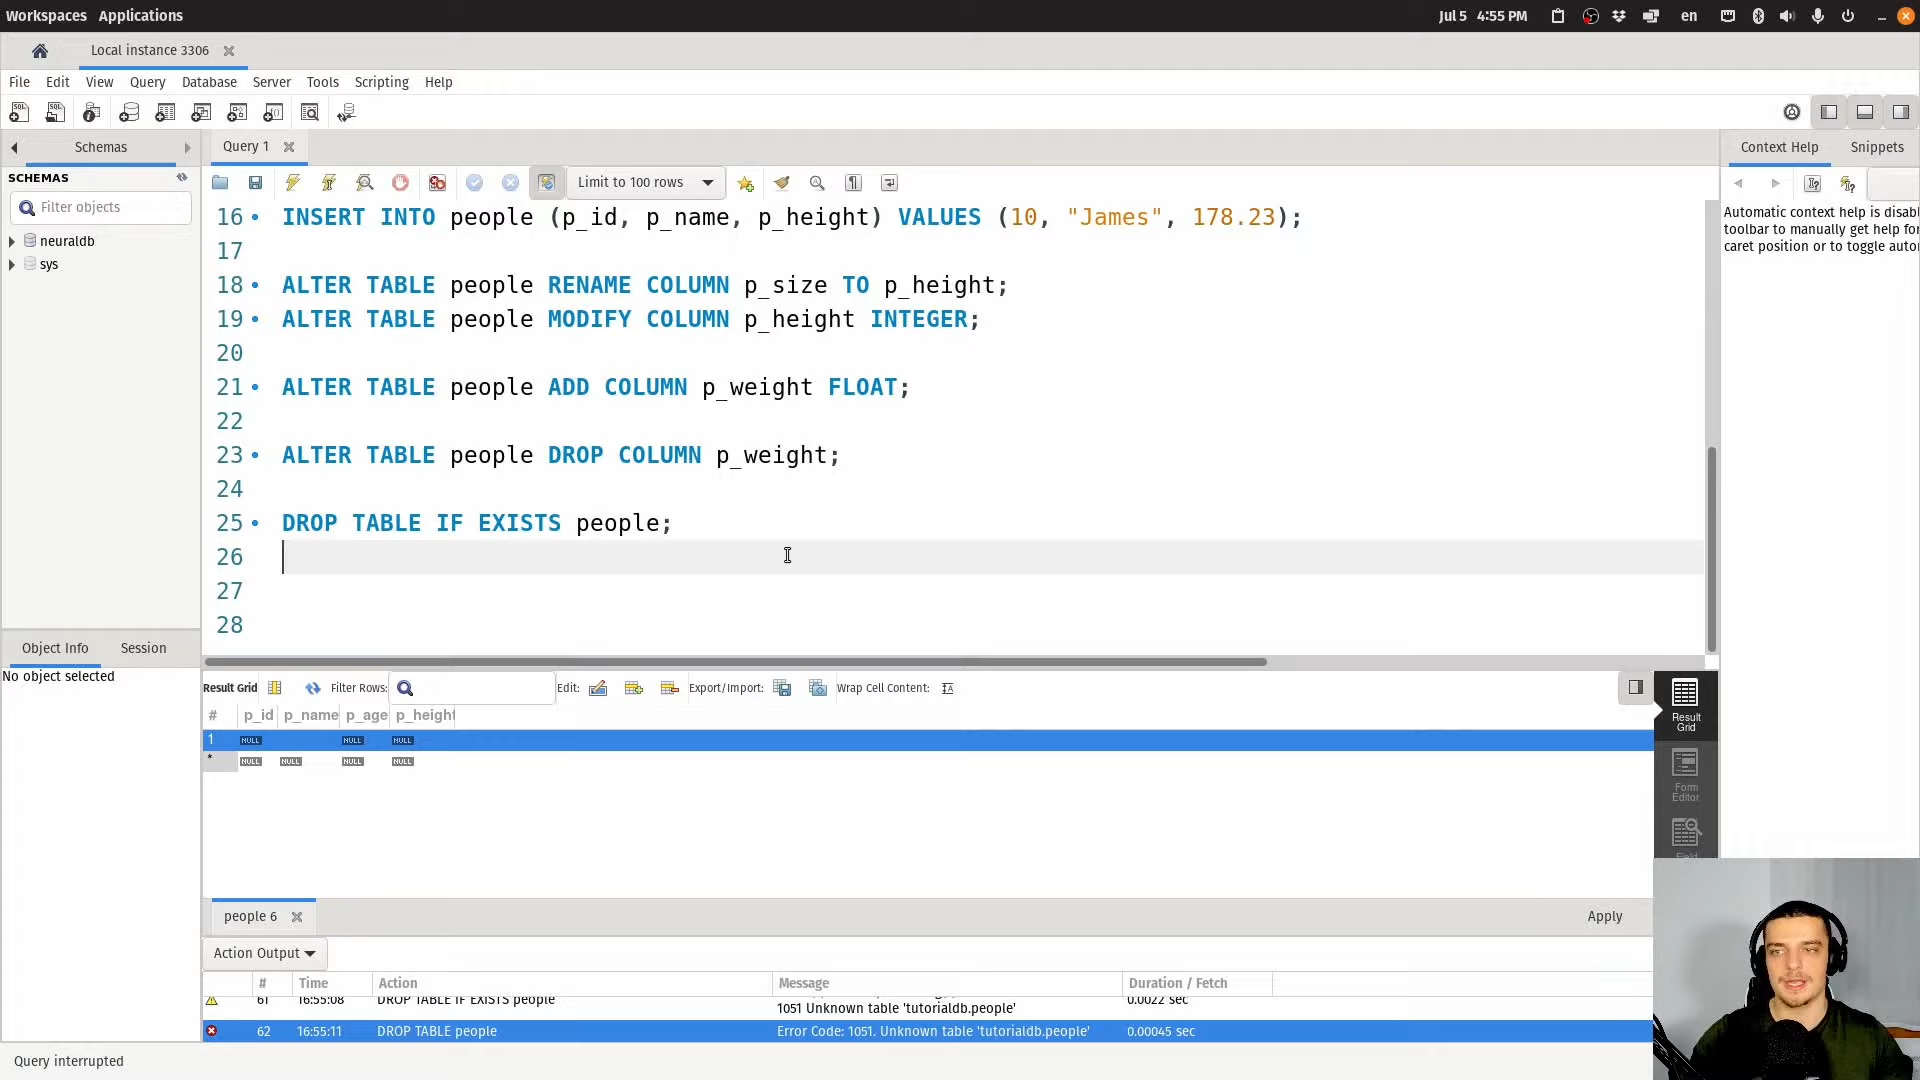 Workspaces Applications
Jul 5 4:55 PM
en
Local instance 3306
File Edit View Query Database Server Tools Scripting Help
Schemas
Query 1
Context Help Snippets
SCHEMAS
Limit to 100 rows
Filter objects
Automatic context help is disabl
toolbar to manually get help for
caret position or to toggle auto
neuraldb
sys
16 INSERT INTO people (p_id, p_name, p_height) VALUES (10, "James", 178.23);
17
18 ALTER TABLE people RENAME COLUMN p_size TO p_height;
19 ALTER TABLE people MODIFY COLUMN p_height INTEGER;
20
21 ALTER TABLE people ADD COLUMN p_weight FLOAT;
22
23 ALTER TABLE people DROP COLUMN p_weight;
24
25 DROP TABLE IF EXISTS people;
26
27
28
Object Info Session
No object selected
Result Grid Filter Rows: Edit: Export/Import: Wrap Cell Content:
# p_id p_name p_age p_height
1 NULL NULL NULL
* NULL NULL NULL NULL
Result
Grid
Form
Editor
people 6
Apply
Action Output
# Time Action Message Duration / Fetch
61 16:55:08 DROP TABLE IF EXISTS people 0.0022 sec
1051 Unknown table 'tutorialdb.people'
62 16:55:11 DROP TABLE people Error Code: 1051. Unknown table 'tutorialdb.people' 0.00045 sec
Query interrupted